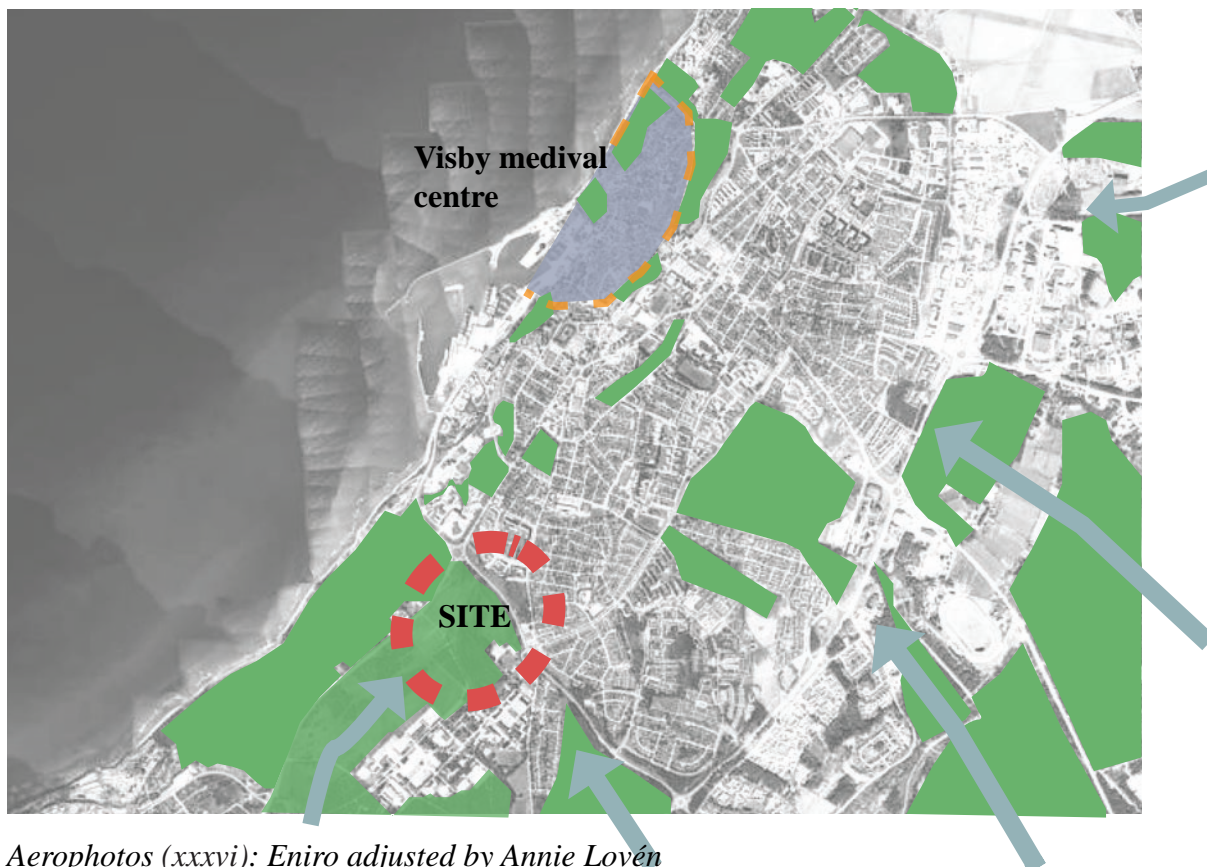 Visby medival
centre
SITE
Aerophotos (xxxvi): Eniro adjusted by Annie Lovén